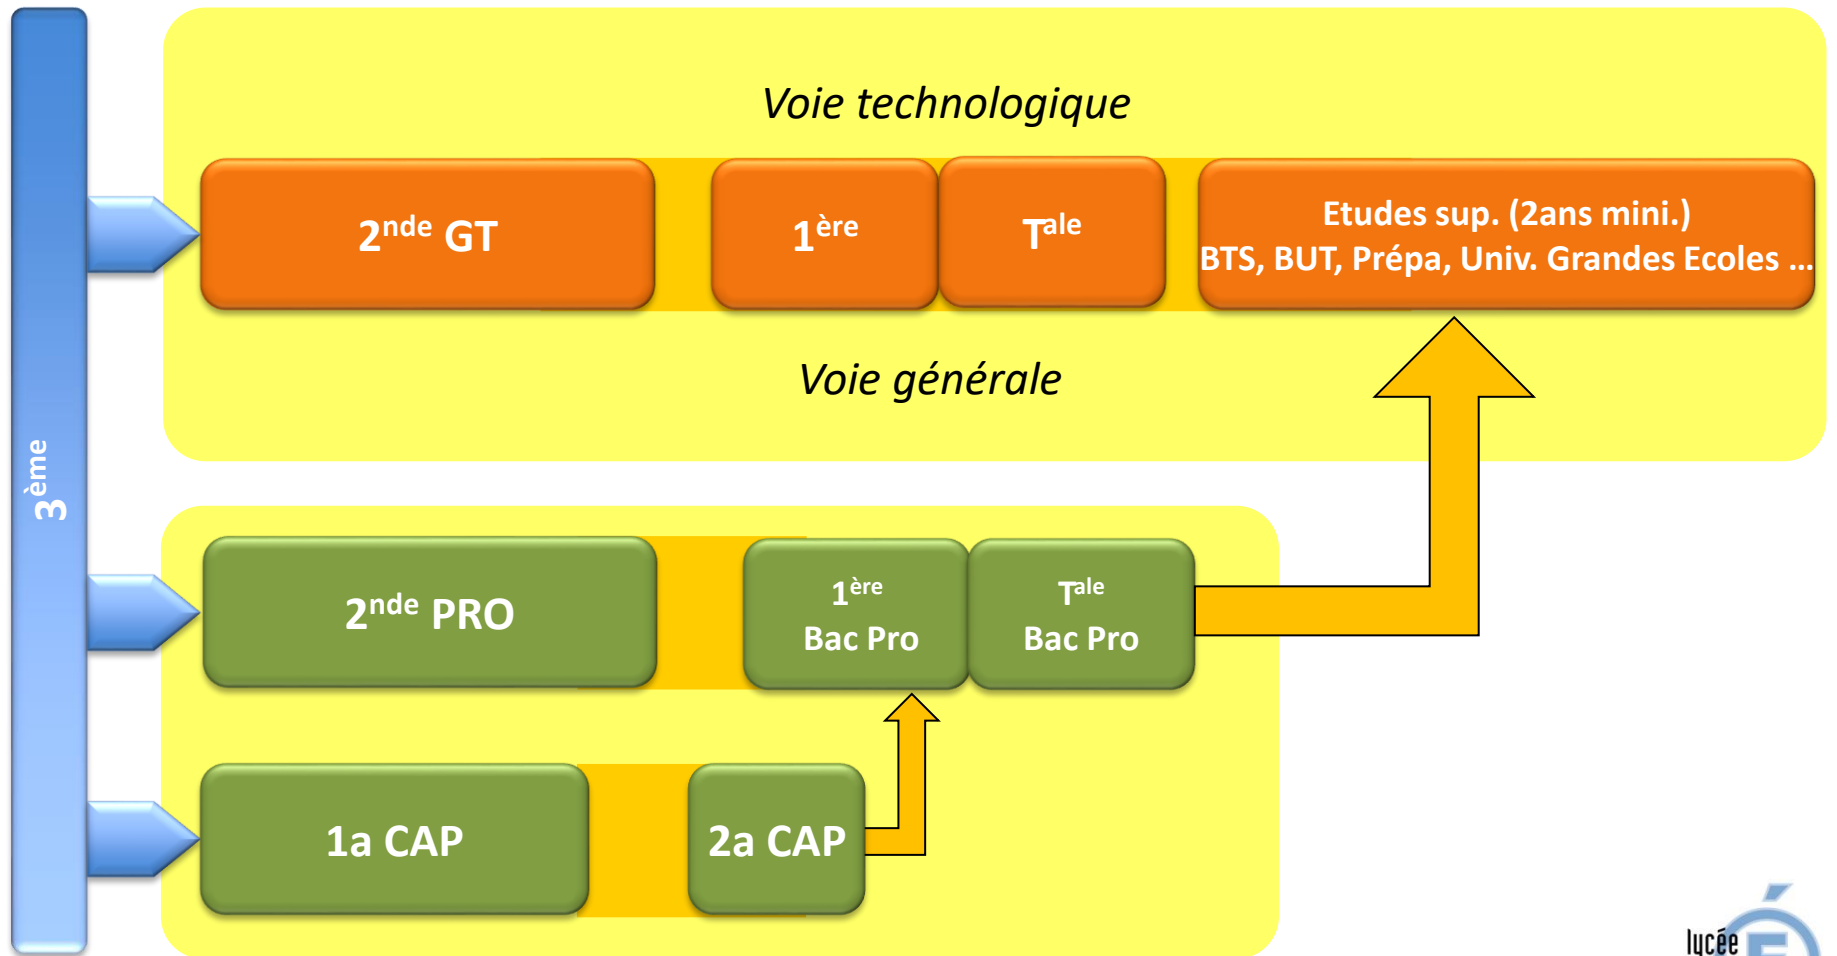 3ème
Voie technologique
2nde GT
1ère
Tale
Etudes sup. (2ans mini.)
BTS, BUT, Prépa, Univ. Grandes Ecoles ...
Voie générale
2nde PRO
1ère
Bac Pro
Tale
Bac Pro
1a CAP
2a CAP
lycée
É